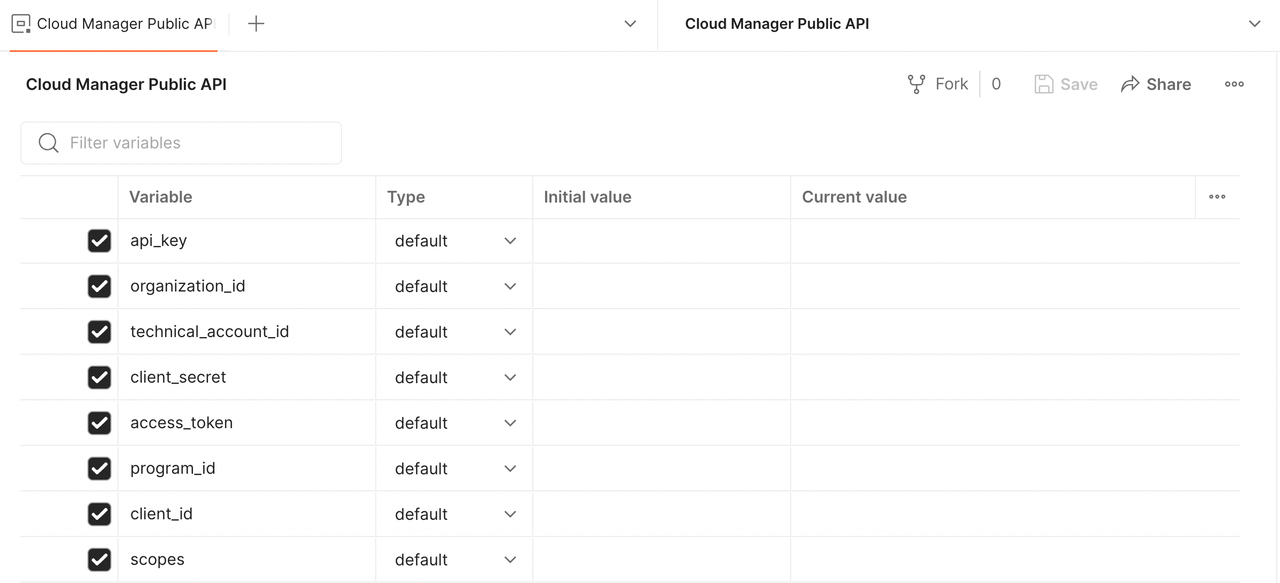 Cloud Manager Public AP
Cloud Manager Public API
Cloud Manager Public API
Fork 0 Save Share
Filter variables
Variable Type Initial value Current value
api_key default
organization_id default
technical_account_id default
client_secret default
access_token default
program_id default
client_id default
scopes default